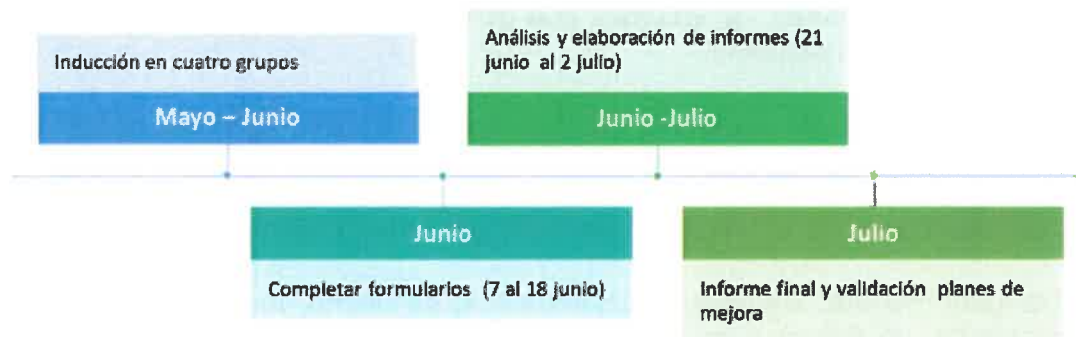 Inducción en cuatro grupos
Mayo – Junio
Análisis y elaboración de informes (21
junio al 2 julio)
Junio -Julio
Junio
Completar formularios (7 al 18 junio)
Julio
Informe final y validación planes de
mejora